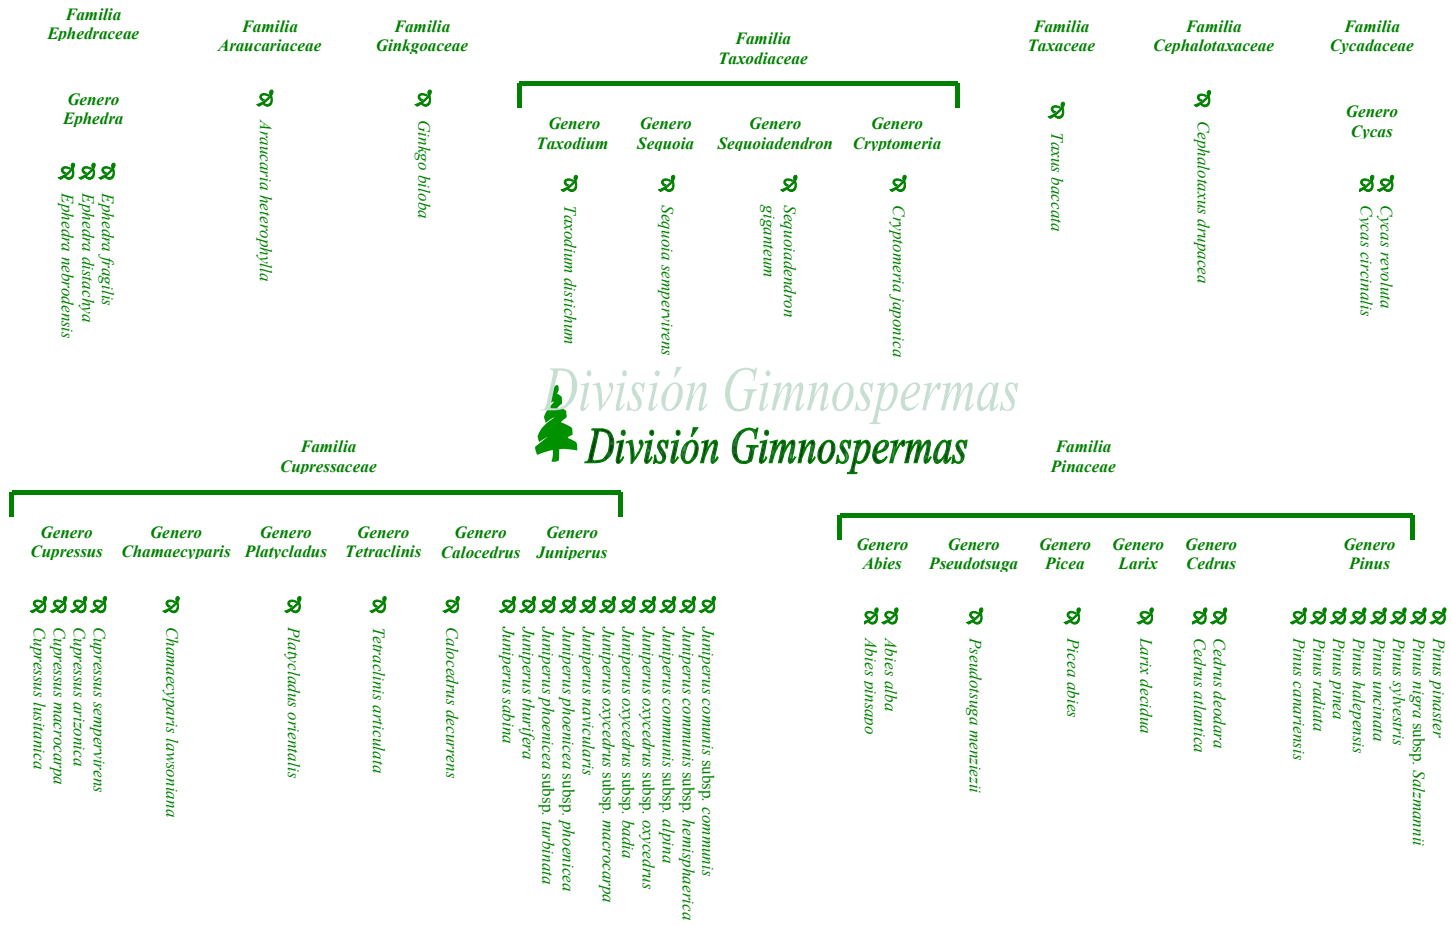 Familia
Ephedraceae
Genero
Ephedra
Ephedra nebrodensis
Ephedra distachya
Ephedra fragilis
Familia
Araucariaceae
Araucaria heterophylla
Familia
Ginkgoaceae
Ginkgo biloba
Familia
Taxodiaceae
Genero
Taxodium
Taxodium distichum
Genero
Sequoia
Sequoia sempervirens
Genero
Sequoiadendron
Sequoiadendron
giganteum
Genero
Cryptomeria
Cryptomeria japonica
Familia
Taxaceae
Taxus baccata
Familia
Cephalotaxaceae
Cephalotaxus drupacea
Familia
Cycadaceae
Genero
Cycas
Cycas circinalis
Cycas revoluta
División Gimnospermas
División Gimnospermas
Familia
Cupressaceae
Genero
Cupressus
Cupressus lusitanica
Cupressus macrocarpa
Cupressus arizonica
Cupressus sempervirens
Genero
Chamaecyparis
Chamaecyparis lawsoniana
Genero
Platycladus
Platycladus orientalis
Genero
Tetraclinis
Tetraclinis articulata
Genero
Calocedrus
Calocedrus decurrens
Genero
Juniperus
Juniperus sabina
Juniperus thurifera
Juniperus phoenicea subsp. turbinata
Juniperus phoenicea subsp. phoenicea
Juniperus navicularis
Juniperus oxycedrus subsp. macrocarpa
Juniperus oxycedrus subsp. badia
Juniperus oxycedrus subsp. oxycedrus
Juniperus communis subsp. alpina
Juniperus communis subsp. hemisphaerica
Juniperus comunis subsp. communis
Familia
Pinaceae
Genero
Abies
Abies pinsapo
Abies alba
Genero
Pseudotsuga
Pseudotsuga menziezii
Genero
Picea
Picea abies
Genero
Larix
Larix decidua
Genero
Cedrus
Cedrus atlantica
Cedrus deodara
Genero
Pinus
Pinus canariensis
Pinus radiata
Pinus pinea
Pinus halepensis
Pinus uncinata
Pinus sylvestris
Pinus nigra subsp. Salzmannii
Pinus pinaster